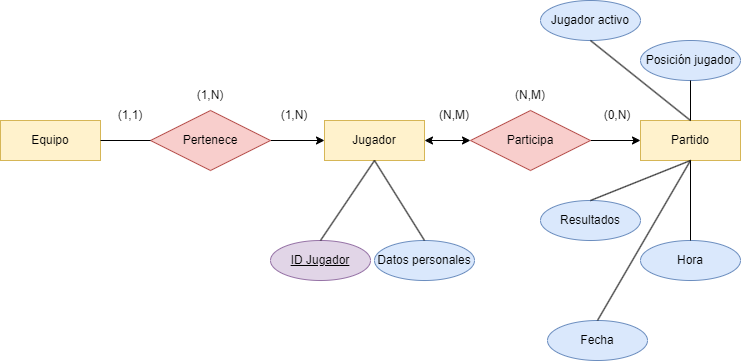 Jugador activo
Posición jugador
(1,N)
(N,M)
(1,1)
(1,N)
(N,M)
(0,N)
Equipo
Pertenece
Jugador
Participa
Partido
Resultados
ID Jugador
Datos personales
Hora
Fecha